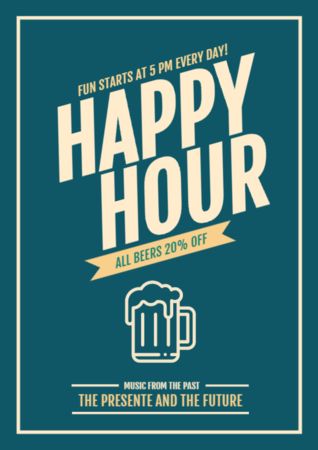 FUN STARTS AT 5 PM EVERY DAY!
HAPPY
HOUR
ALL BEERS 20% OFF
MUSIC FROM THE PAST
THE PRESENTE AND THE FUTURE